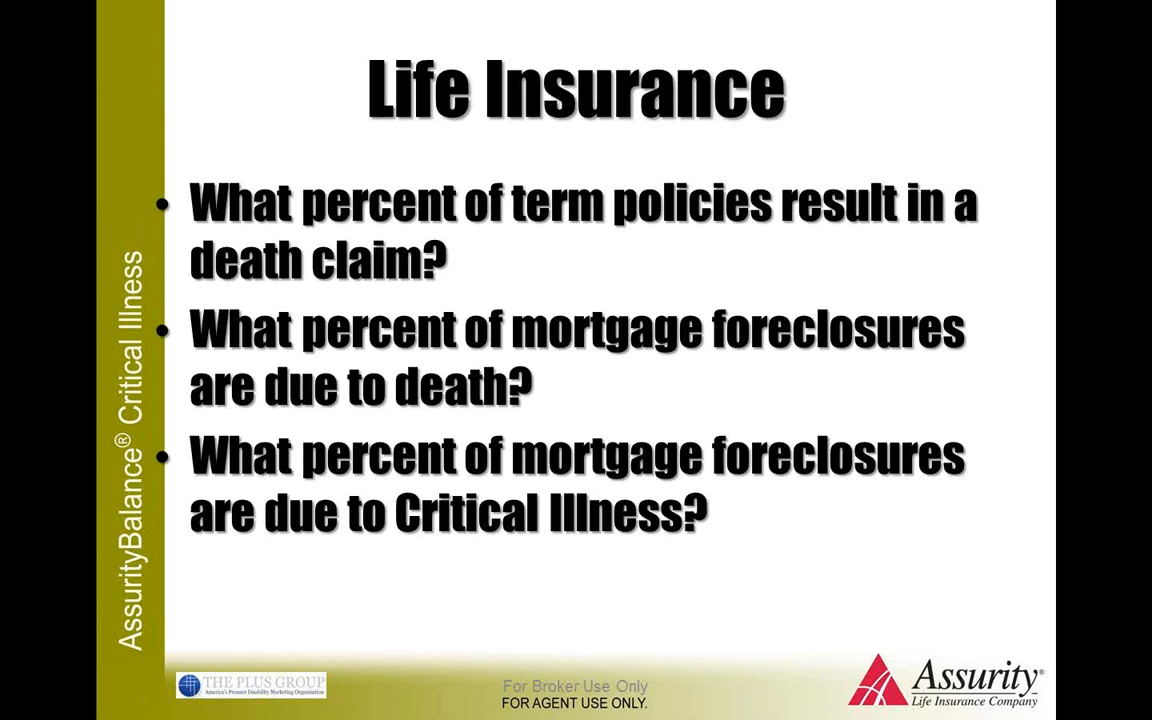 Life Insurance
• What percent of term policies result in a
death claim?
• What percent of mortgage foreclosures
are due to death?
• What percent of mortgage foreclosures
are due to Critical Illness?
AssurityBalance® Critical Illness
THE PLUS GROUP
America's Premier Disability Marketing Organization
For Broker Use Only
FOR AGENT USE ONLY.
Assurity®
Life Insurance Company